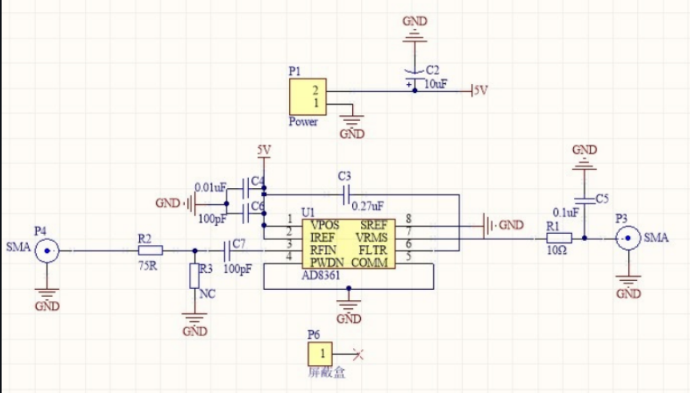 GND
P1
C2
2
10uF
5V
1
Power
GND
5V
GND
C4
C3
0.01uF
GND
C6
0.27uF
C5
100pF
U1
0.1uF
1 VPOS SREF 8
GND
P4
R2
2 IREF VRMS 7
R1
P3
SMA
C7
3 RFIN FLTR 6
SMA
75R
R3
100pF
4 PWDN COMM 5
10Ω
AD8361
NC
GND
GND
GND
GND
P6
1
屏蔽盒